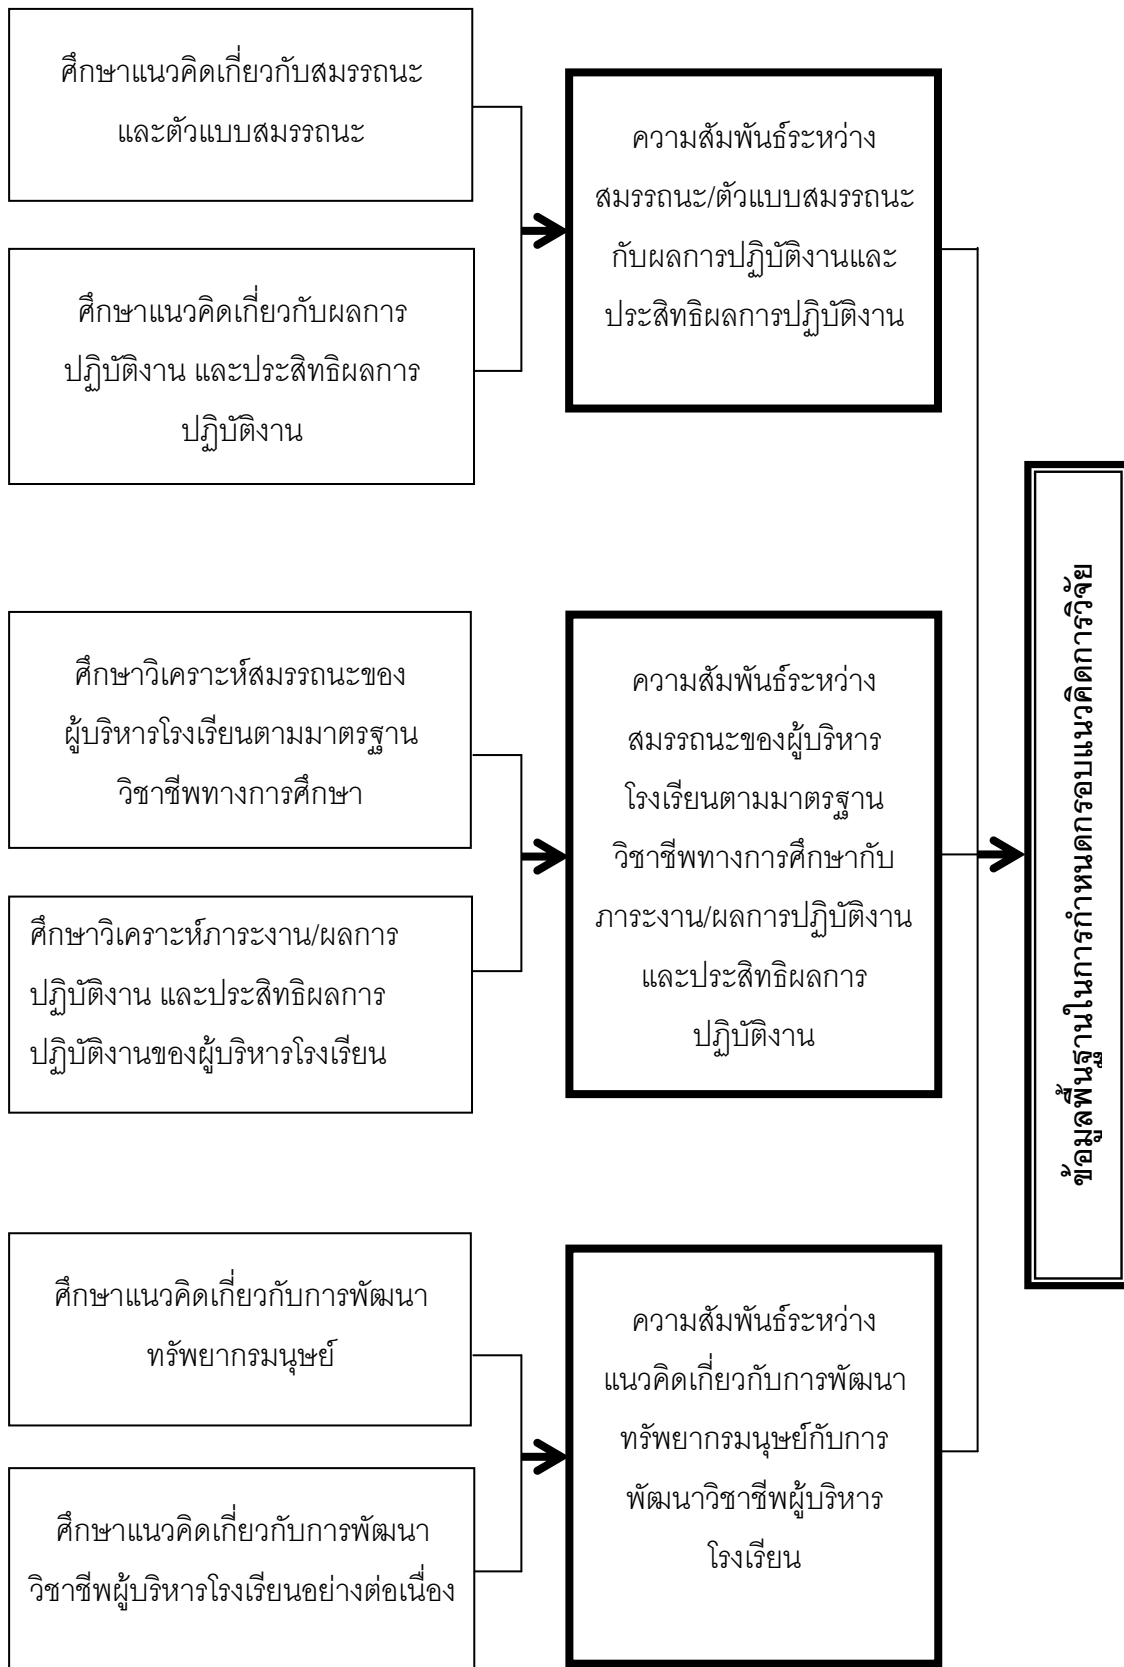 ศึกษาแนวคิดเกี่ยวกับสมรรถนะ
และตัวแบบสมรรถนะ
ศึกษาแนวคิดเกี่ยวกับผลการ
ปฏิบัติงาน และประสิทธิผลการ
ปฏิบัติงาน
ความสัมพันธ์ระหว่าง
สมรรถนะ/ตัวแบบสมรรถนะ
กับผลการปฏิบัติงานและ
ประสิทธิผลการปฏิบัติงาน
ศึกษาวิเคราะห์สมรรถนะของ
ผู้บริหารโรงเรียนตามมาตรฐาน
วิชาชีพทางการศึกษา
ศึกษาวิเคราะห์ภาระงาน/ผลการ
ปฏิบัติงาน และประสิทธิผลการ
ปฏิบัติงานของผู้บริหารโรงเรียน
ความสัมพันธ์ระหว่าง
สมรรถนะของผู้บริหาร
โรงเรียนตามมาตรฐาน
วิชาชีพทางการศึกษากับ
ภาระงาน/ผลการปฏิบัติงาน
และประสิทธิผลการ
ปฏิบัติงาน
ศึกษาแนวคิดเกี่ยวกับการพัฒนา
ทรัพยากรมนุษย์
ศึกษาแนวคิดเกี่ยวกับการพัฒนา
วิชาชีพผู้บริหารโรงเรียนอย่างต่อเนื่อง
ความสัมพันธ์ระหว่าง
แนวคิดเกี่ยวกับการพัฒนา
ทรัพยากรมนุษย์กับการ
พัฒนาวิชาชีพผู้บริหาร
โรงเรียน
ข้อมูลพื้นฐานในการกำหนดกรอบแนวคิดการวิจัย